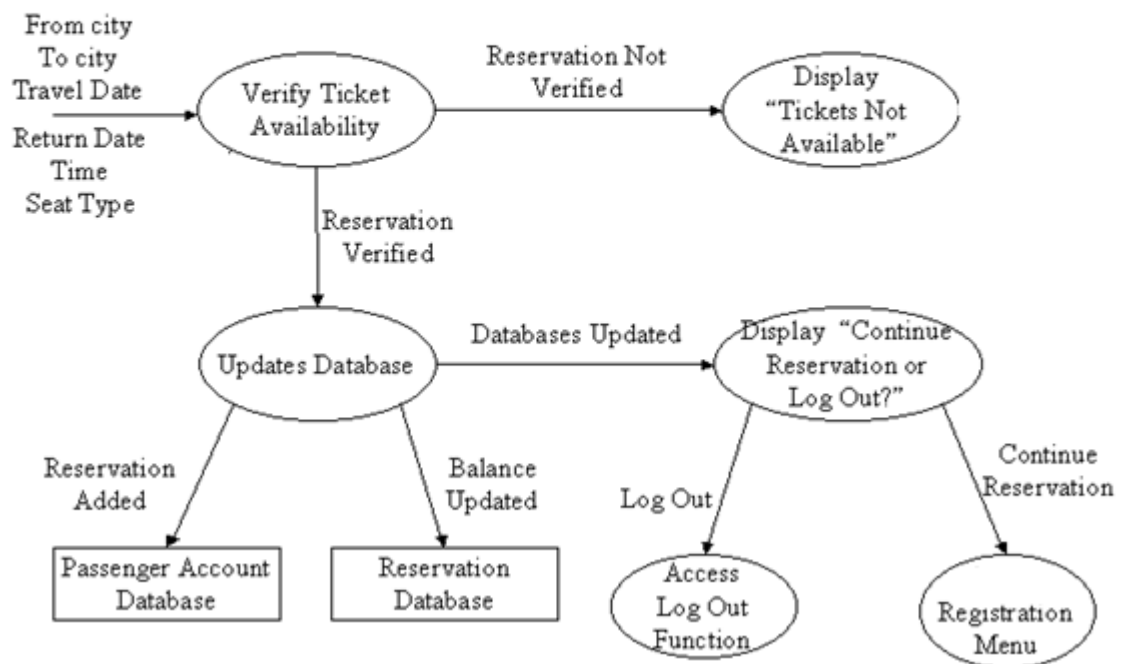 From city
To city
Travel Date
Return Date
Time
Seat Type
Verify Ticket
Availability
Reservation Not
Verified
Display
“Tickets Not
Available”
Reservation
Verified
Updates Database
Databases Updated
Display “Continue
Reservation or
Log Out?”
Reservation
Added
Balance
Updated
Log Out
Continue
Reservation
Passenger Account
Database
Reservation
Database
Access
Log Out
Function
Registration
Menu